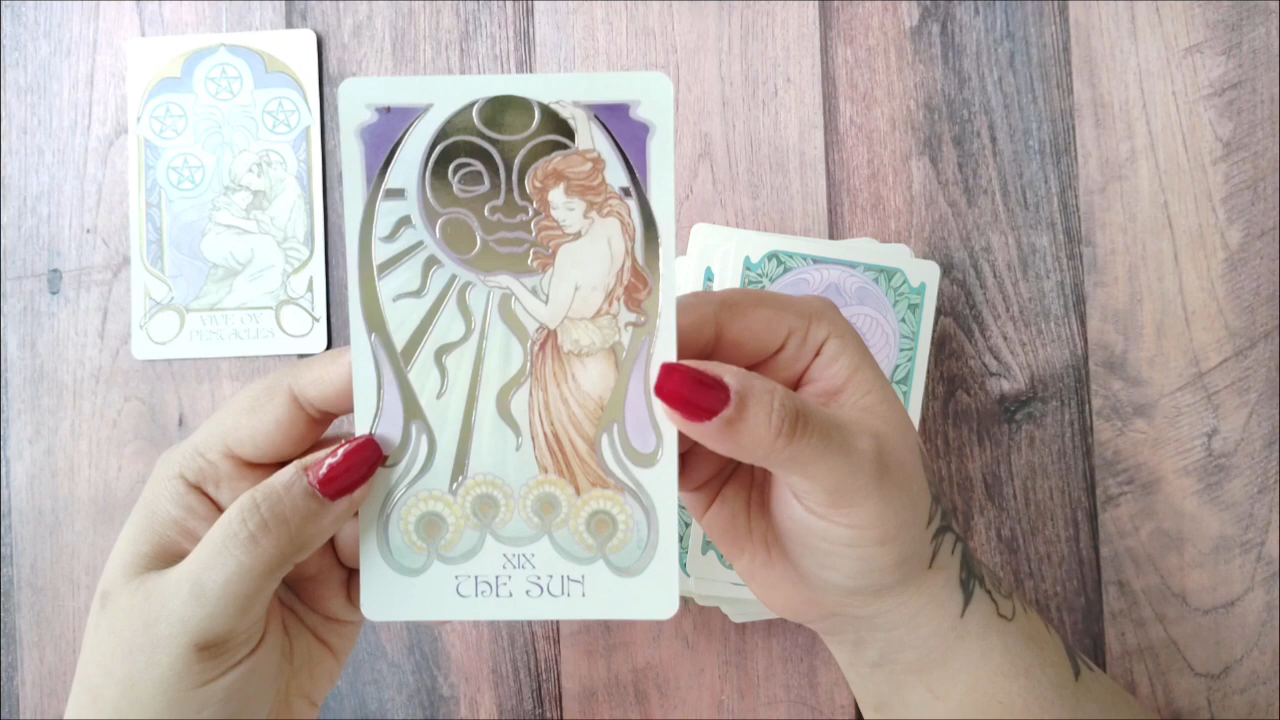 FIVE OF
PENTACLES
XIX
THE SUN